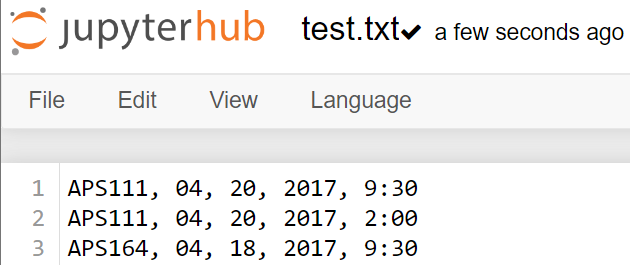 jupyterhub test.txt✔ a few seconds ago
File Edit View Language
1 APS111, 04, 20, 2017, 9:30
2 APS111, 04, 20, 2017, 2:00
3 APS164, 04, 18, 2017, 9:30